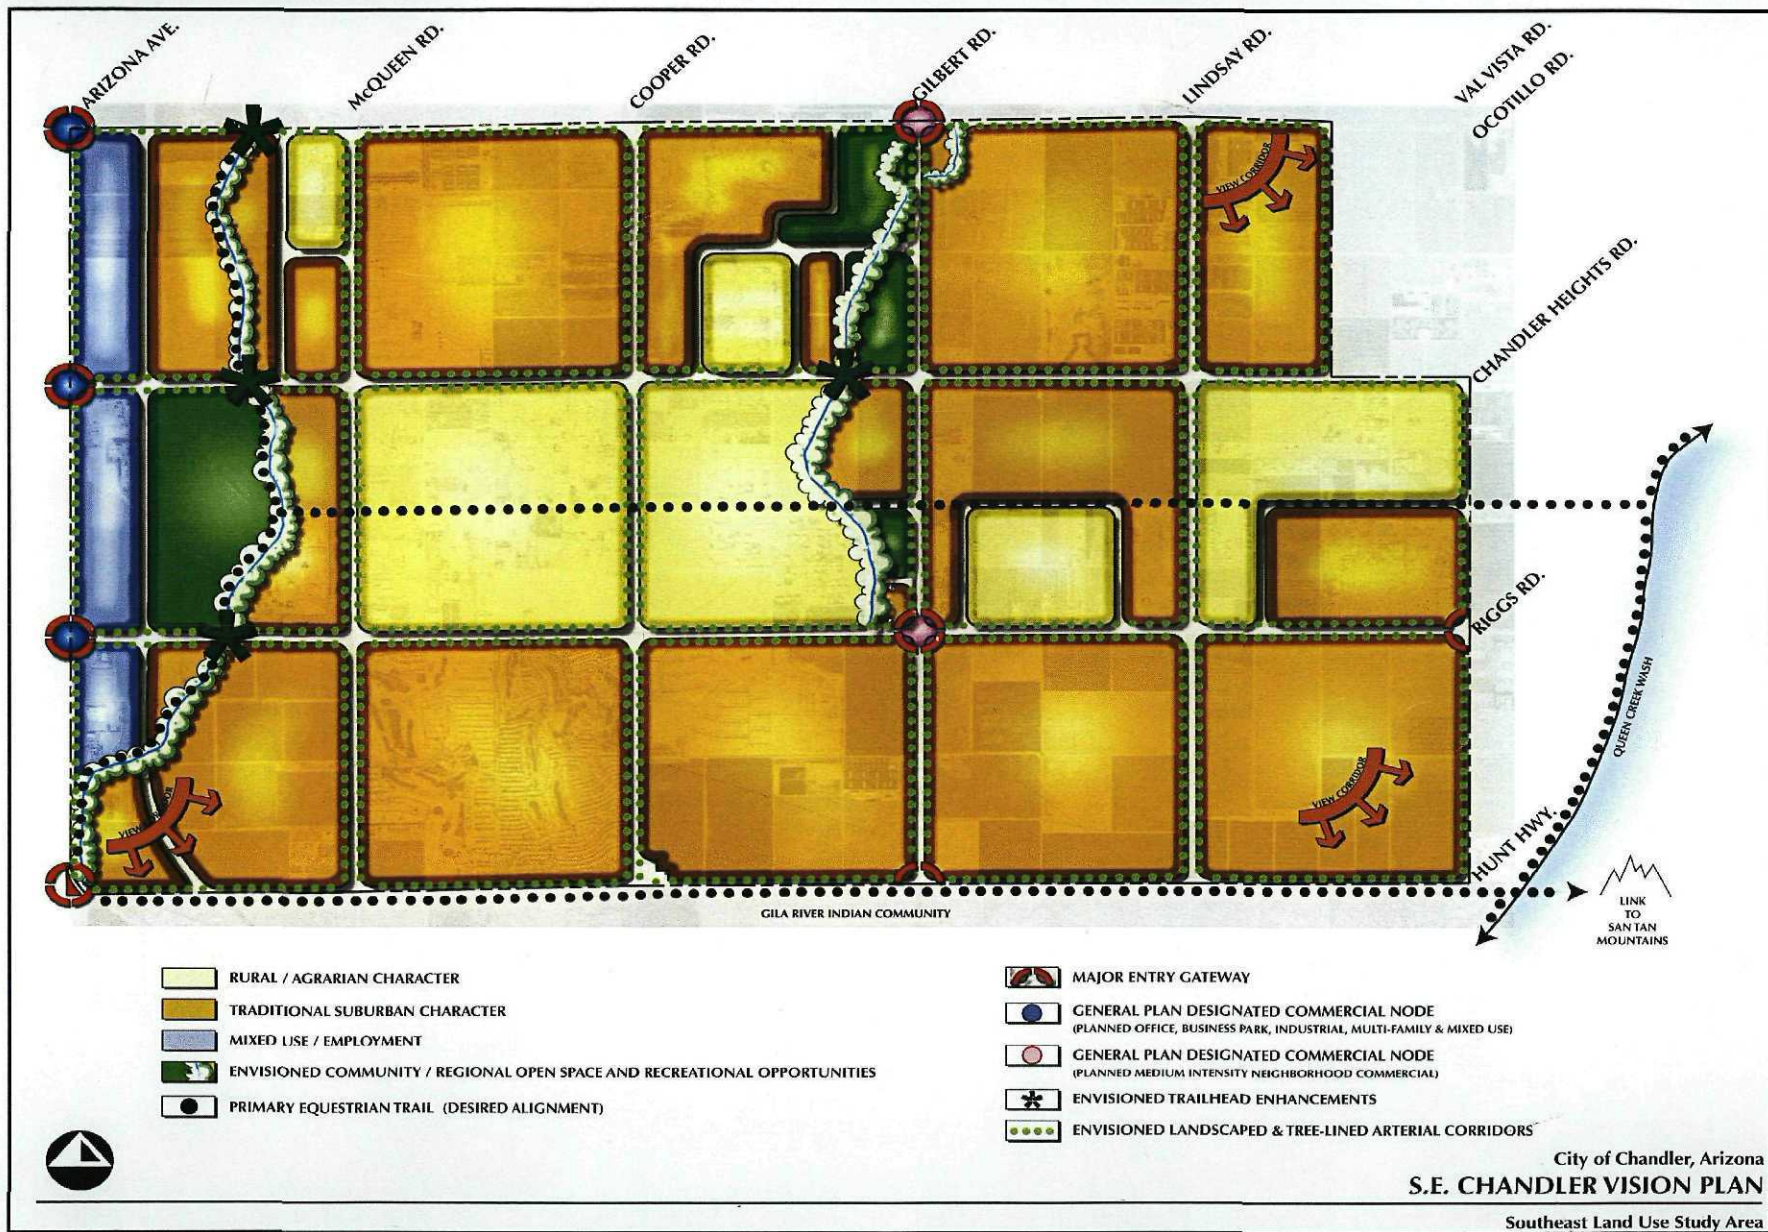 ARIZONA AVE.
McQUEEN RD.
COOPER RD.
GILBERT RD.
LINDSAY RD.
VAL VISTA RD.
OCOTILLO RD.
VIEW CORRIDOR
CHANDLER HEIGHTS RD.
RIGGS RD.
QUEEN CREEK WASH
VIEW CORRIDOR
VIEW CORRIDOR
HUNT HWY.
GILA RIVER INDIAN COMMUNITY
LINK
TO
SAN TAN
MOUNTAINS
RURAL / AGRARIAN CHARACTER
TRADITIONAL SUBURBAN CHARACTER
MIXED USE / EMPLOYMENT
ENVISIONED COMMUNITY / REGIONAL OPEN SPACE AND RECREATIONAL OPPORTUNITIES
PRIMARY EQUESTRIAN TRAIL (DESIRED ALIGNMENT)
MAJOR ENTRY GATEWAY
GENERAL PLAN DESIGNATED COMMERCIAL NODE
(PLANNED OFFICE, BUSINESS PARK, INDUSTRIAL, MULTI-FAMILY & MIXED USE)
GENERAL PLAN DESIGNATED COMMERCIAL NODE
(PLANNED MEDIUM INTENSITY NEIGHBORHOOD COMMERCIAL)
ENVISIONED TRAILHEAD ENHANCEMENTS
ENVISIONED LANDSCAPED & TREE-LINED ARTERIAL CORRIDORS
City of Chandler, Arizona
S.E. CHANDLER VISION PLAN
Southeast Land Use Study Area